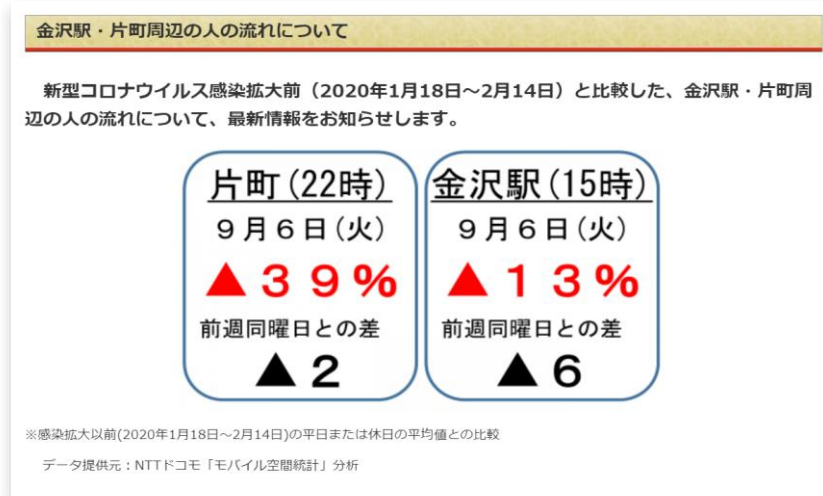 金沢駅・片町周辺の人の流れについて
新型コロナウイルス感染拡大前（2020年1月18日～2月14日）と比較した、金沢駅・片町周
辺の人の流れについて、最新情報をお知らせします。
片町(22時)
９月６日(火)
▲３９%
前週同曜日との差
▲２
金沢駅(15時)
９月６日(火)
▲１３%
前週同曜日との差
▲６
※感染拡大以前(2020年1月18日～2月14日)の平日または休日の平均値との比較
データ提供元：NTTドコモ「モバイル空間統計」分析